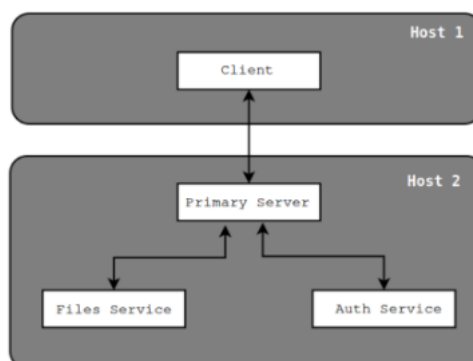 Host 1
Client
Host 2
Primary Server
Files Service
Auth Service